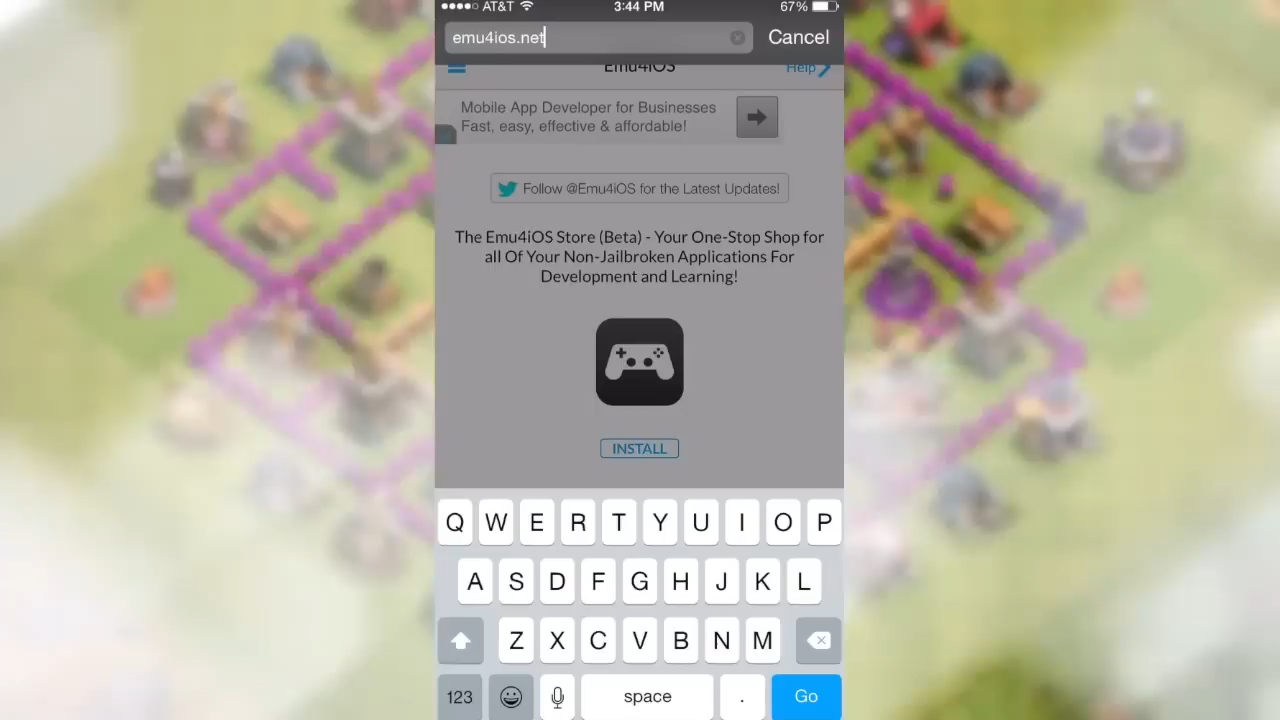 AT&T 3:44 PM 67%
emu4ios.net Cancel
Emu4iOS Help
Mobile App Developer for Businesses
Fast, easy, effective & affordable!
Follow @Emu4iOS for the Latest Updates!
The Emu4iOS Store (Beta) - Your One-Stop Shop for
all Of Your Non-Jailbroken Applications For
Development and Learning!
INSTALL
Q W E R T Y U I O P
A S D F G H J K L
Z X C V B N M
123 space . Go